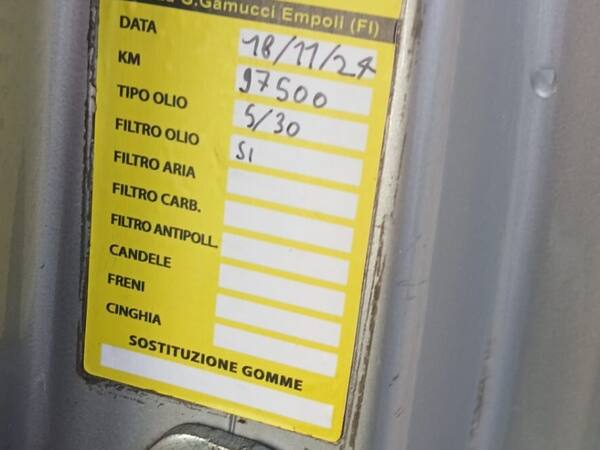 G.Gamucci Empoli (FI)
DATA 18/11/24
KM 97500
TIPO OLIO 5/30
FILTRO OLIO SI
FILTRO ARIA
FILTRO CARB.
FILTRO ANTIPOLL.
CANDELE
FRENI
CINGHIA
SOSTITUZIONE GOMME